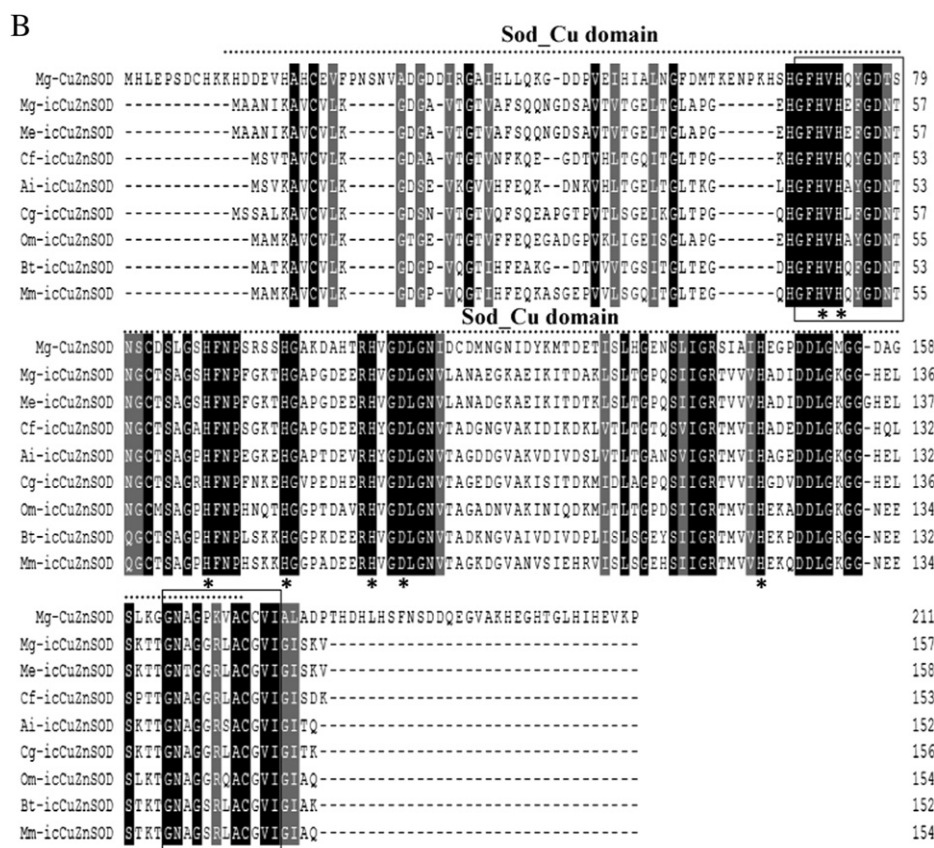 B
Sod_Cu domain
Mg-CuZnSOD MHLEPSDCHKKHDDEVHAHCEVFPNSNVADGDDIRGAIHLLQKG-DDPVEIHIALNGFDMTKENPKHSHGFHVHQYGDTS 79
Mg-icCuZnSOD ------------MAANIKAVCVLK-----GDGA-VTGTVAFSQQNGDSAVTVTGELTGLAPG------EHGFHVHEFGDNT 57
Me-icCuZnSOD ------------MAANIKAVCVLK-----GDGA-VTGTVAFSQQNGDSAVTVTGELTGLAPG------EHGFHVHEFGDNT 57
Cf-icCuZnSOD -------------MSVTAVCVLK-----GDAA-VTGTVNFKQE--GDTVHLTGQITGLTPG------KHGFHVHQYGDNT 53
Ai-icCuZnSOD -------------MSVKAVCVLK-----GDSE-VKGVVHFEQK--DNKVHLTGELTGLTKG------LHGFHVHAYGDNT 53
Cg-icCuZnSOD ------------MSSALKAVCVLK-----GDSN-VTGTVQFSQEAPGTPVTLSGEIKGLTPG------QHGFHVHLFGDNT 57
Om-icCuZnSOD -------------MAMKAVCVLK-----GTGE-VTGTVFFEQEGADGPVKLIGEISGLAPG------EHGFHVHAYGDNT 55
Bt-icCuZnSOD -------------MATKAVCVLK-----GDGP-VQGTIHFEAKG-DTVVVTGSITGLTEG------DHGFHVHQFGDNT 53
Mm-icCuZnSOD -------------MAMKAVCVLK-----GDGP-VQGTIHFEQKASGEPVVLSGQITGLTEG------QHGFHVHQYGDNT 55
* *
Sod_Cu domain
Mg-CuZnSOD NSCDSLGSHFNPSRSSHGAKDAHTRHVGDLGNIDCDMNGNIDYKMTDETISLHGENSLIGRSIAIHEGPDDLGMGG-DAG 158
Mg-icCuZnSOD NGCTSAGSHFNPFGKTHGAPGDEERHVGDLGNVLANAEGKAEIKITDAKLSLTGPQSIIGRTVVVHADIDDLGKGG-HEL 136
Me-icCuZnSOD NGCTSAGSHFNPFGKTHGAPGDEERHVGDLGNVLANADGKAEIKITDTKLSLTGPQSIIGRTVVVHADIDDLGKGGGHEL 137
Cf-icCuZnSOD NGCTSAGAHFNPSGKTHGAPGDEERHYGDLGNVTADGNGVAKIDIKDKLVTLTGTQSVIGRTMVIHADIDDLGKGG-HQL 132
Ai-icCuZnSOD NGCTSAGPHFNPEGKEHGAPTDEVRHYGDLGNVTAGDDGVAKVDIVDSLVTLTGANSVIGRTMVIHAGEDDLGKGG-HEL 132
Cg-icCuZnSOD NGCTSAGRHFNPFNKEHGVPEDHERHVGDLGNVTAGEDGVAKISITDKMIDLAGPQSIIGRTVVIHGDVDDLGKGG-HEL 136
Om-icCuZnSOD NGCMSAGPHFNPHNQTHGGPTDAVRHVGDLGNVTAGADNVAKINIQDKMLTLTGPDSIIGRTMVIHEKADDLGKGG-NEE 134
Bt-icCuZnSOD QGCTSAGPHFNPLSKKHGGPKDEERHVGDLGNVTADKNGVAIVDIVDPLISLSGEYSIIGRTMVVHEKPDDLGRGG-NEE 132
Mm-icCuZnSOD QGCTSAGPHFNPHSKKHGGPADEERHVGDLGNVTAGKDGVANVSIEHRVISLSGEHSIIGRTMVVHEKQDDLGKGG-NEE 134
* * * * *
Mg-CuZnSOD SLKGGNAGPKVACCVIALADPTHDHLHSFNSDDQEGVAKHEGHTGLHIHEVKP 211
Mg-icCuZnSOD SKTTGNAGGRLACGVIGISKV--------------------------------- 157
Me-icCuZnSOD SKTTGNTGGRLACGVIGISKV--------------------------------- 158
Cf-icCuZnSOD SPTTGNAGGRLACGVIGISDK--------------------------------- 153
Ai-icCuZnSOD SKTTGNAGGRSACGVIGITQ---------------------------------- 152
Cg-icCuZnSOD SKTTGNAGGRLACGVIGITK---------------------------------- 156
Om-icCuZnSOD SLKTGNAGGRQACGVIGIAQ---------------------------------- 154
Bt-icCuZnSOD STKTGNAGSRLACGVIGIAK---------------------------------- 152
Mm-icCuZnSOD STKTGNAGSRLACGVIGIAQ---------------------------------- 154